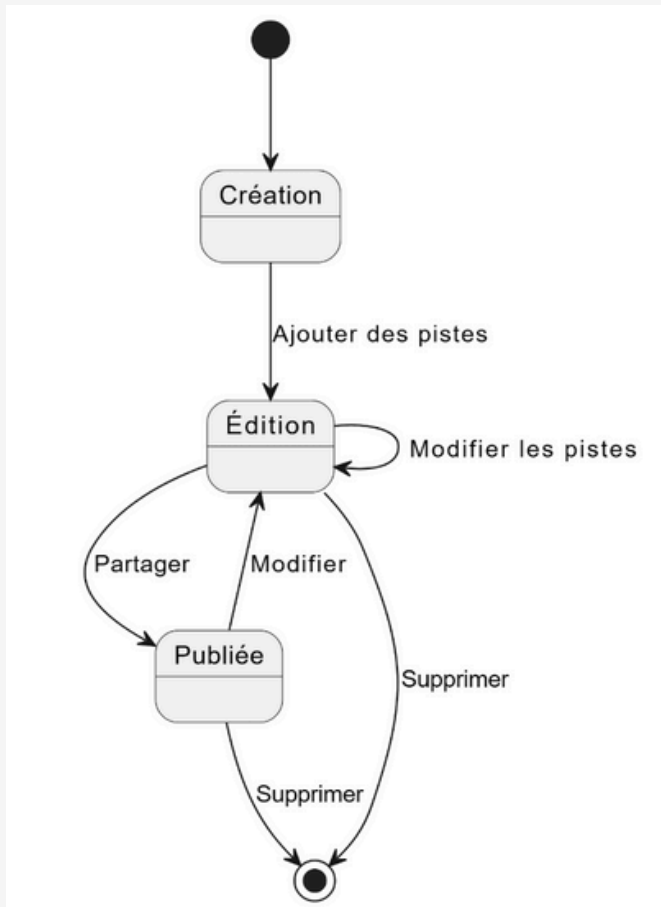 Création
Ajouter des pistes
Édition
Modifier les pistes
Partager
Modifier
Publiée
Supprimer
Supprimer